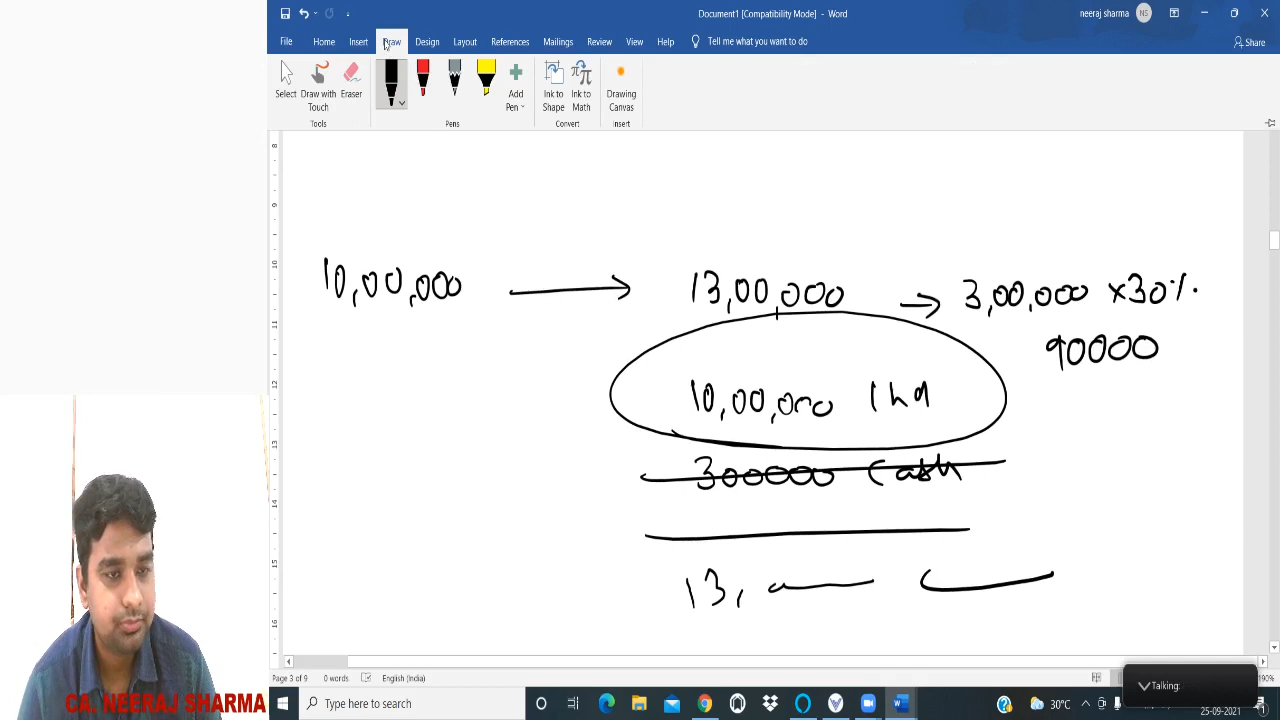 Document1 [Compatibility Mode] - Word
neeraj sharma NS
File Home Insert Draw Design Layout References Mailings Review View Help Tell me what you want to do Share
Select Draw with Touch Eraser Add Pen Ink to Shape Ink to Math Drawing Canvas
Tools Pens Convert Insert
10,00,000 → 13,00,000 → 3,00,000 ×30%.
90000
10,00,000
300000 Cash
13,
CA. NEERAJ SHARMA
Page 3 of 9 0 words English (India) 190%
Talking:
Type here to search
30°C
25-09-2021